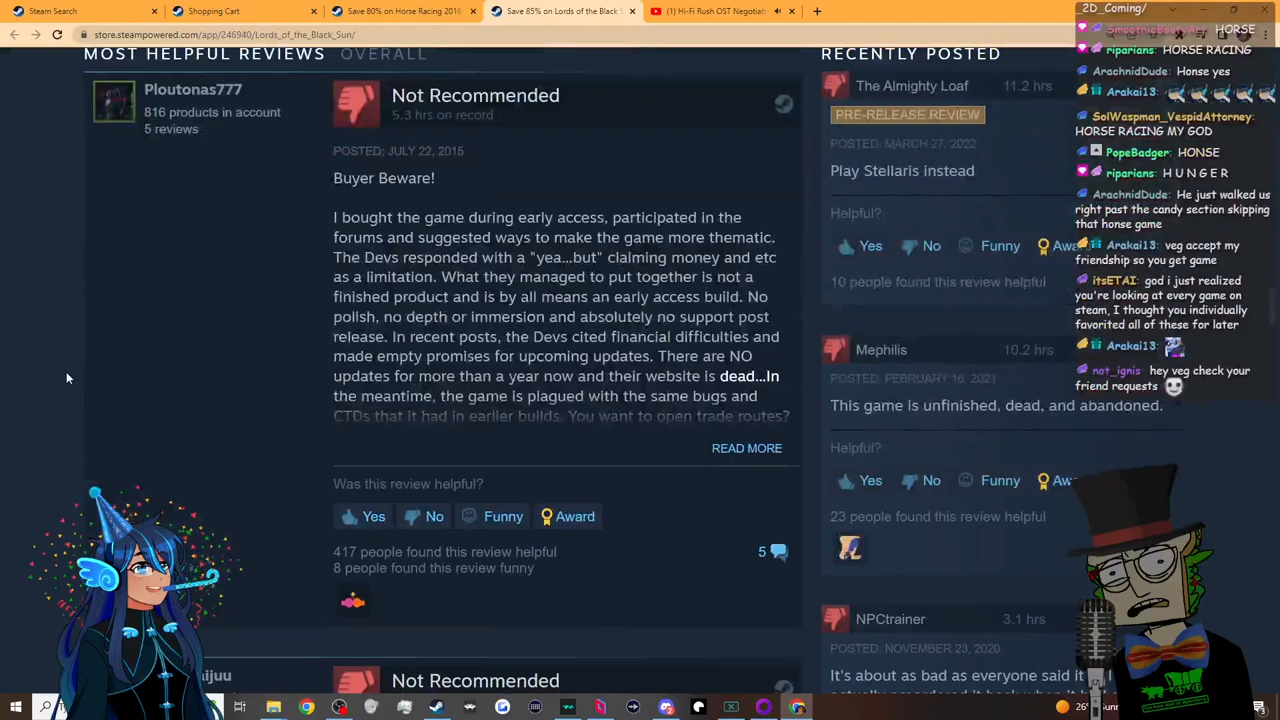 Steam Search
Shopping Cart
Save 80% on Horse Racing 2016
Save 85% on Lords of the Black S
(1) Hi-Fi Rush OST Negotiati
store.steampowered.com/app/246940/Lords_of_the_Black_Sun/
MOST HELPFUL REVIEWS OVERALL
Ploutonas777
816 products in account
5 reviews
Not Recommended
5.3 hrs on record
POSTED: JULY 22, 2015
Buyer Beware!
I bought the game during early access, participated in the
forums and suggested ways to make the game more thematic.
The Devs responded with a "yea...but" claiming money and etc
as a limitation. What they managed to put together is not a
finished product and is by all means an early access build. No
polish, no depth or immersion and absolutely no support post
release. In recent posts, the Devs cited financial difficulties and
made empty promises for upcoming updates. There are NO
updates for more than a year now and their website is dead...In
the meantime, the game is plagued with the same bugs and
CTDs that it had in earlier builds. You want to open trade routes?
READ MORE
Was this review helpful?
Yes No Funny Award
417 people found this review helpful
8 people found this review funny
5
Not Recommended
RECENTLY POSTED
The Almighty Loaf 11.2 hrs
PRE-RELEASE REVIEW
POSTED: MARCH 27, 2022
Play Stellaris instead
Helpful?
Yes No Funny
10 people found this review helpful
Mephilis 10.2 hrs
POSTED: FEBRUARY 16, 2021
This game is unfinished, dead, and abandoned.
Helpful?
Yes No Funny
23 people found this review helpful
NPCtrainer 3.1 hrs
POSTED: NOVEMBER 23, 2020
It's about as bad as everyone said it
2D_Coming/
HORSE
riparians: HORSE RACING
ArachnidDude: Honse yes
Arakai13:
SolWaspman_VespidAttorney:
HORSE RACING MY GOD
PopeBadger: HONSE
riparians: H U N G E R
ArachnidDude: He just walked us
right past the candy section skipping
that honse game
Arakai13: veg accept my
friendship so you get game
itsETAI: god i just realized
you're looking at every game on
steam, I thought you individually
favorited all of these for later
Arakai13:
not_ignis: hey veg check your
friend requests